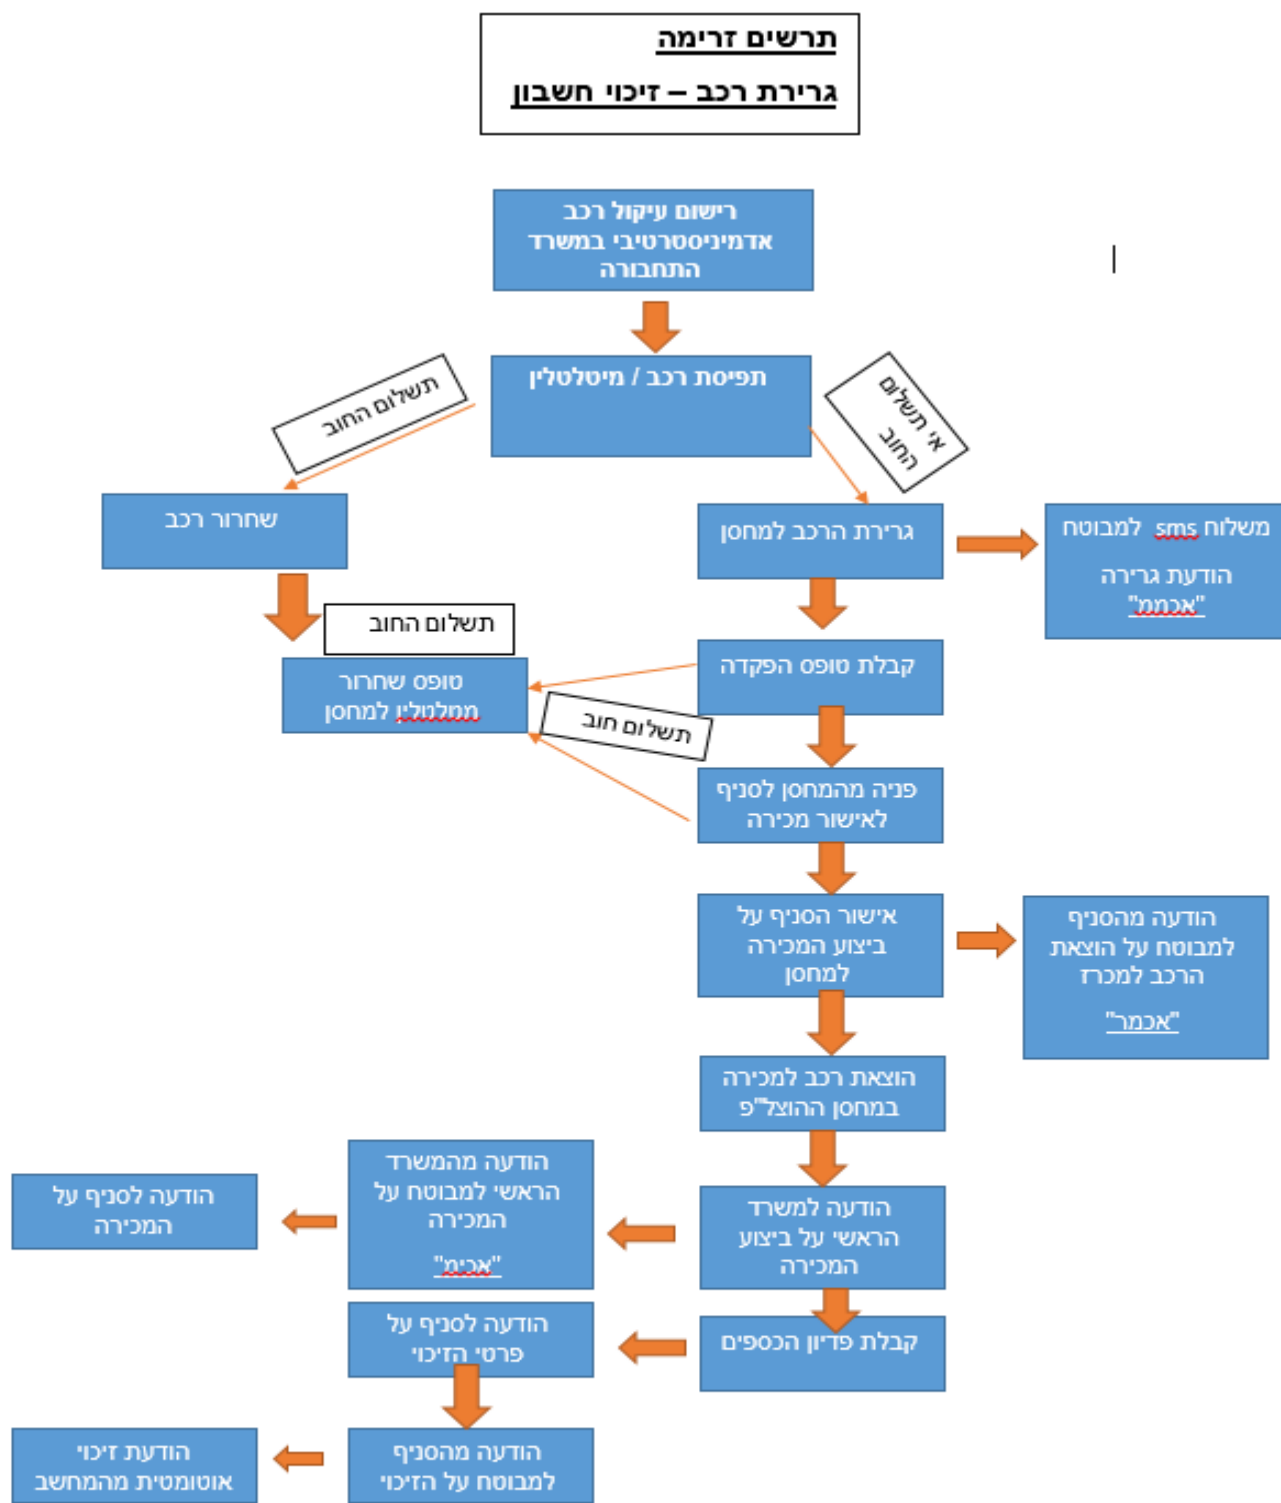 תרשים זרימה
גרירת רכב – זיכוי חשבון
רישום עיקול רכב
אדמיניסטרטיבי במשרד
התחבורה
תפיסת רכב / מיטלטלין
תשלום החוב
אי תשלום
החוב
שחרור רכב
גרירת הרכב למחסן
משלוח sms למבוטח
הודעת גרירה
"אכממ"
תשלום החוב
טופס שחרור
מטלטלין למחסן
קבלת טופס הפקדה
תשלום חוב
פניה מהמחסן לסניף
לאישור מכירה
אישור הסניף על
ביצוע המכירה
למחסן
הודעה מהסניף
למבוטח על הוצאת
הרכב למכרז
"אכמר"
הוצאת רכב למכירה
במחסן ההוצל"פ
הודעה למשרד
הראשי על ביצוע
המכירה
הודעה מהמשרד
הראשי למבוטח על
המכירה
"אכימ"
הודעה לסניף על
המכירה
קבלת פדיון הכספים
הודעה לסניף על
פרטי הזיכוי
הודעה מהסניף
למבוטח על הזיכוי
הודעת זיכוי
אוטומטית מהמחשב